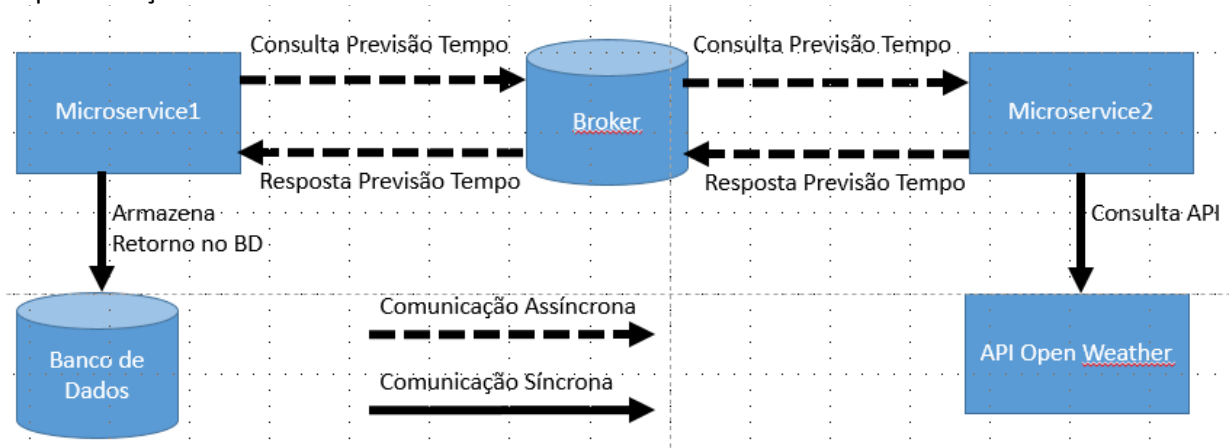 Consulta Previsão Tempo
Consulta Previsão Tempo
Microservice1
Broker
Microservice2
Resposta Previsão Tempo
Resposta Previsão Tempo
Armazena
Retorno no BD
Consulta API
Comunicação Assíncrona
Banco de
Dados
API Open Weather
Comunicação Síncrona